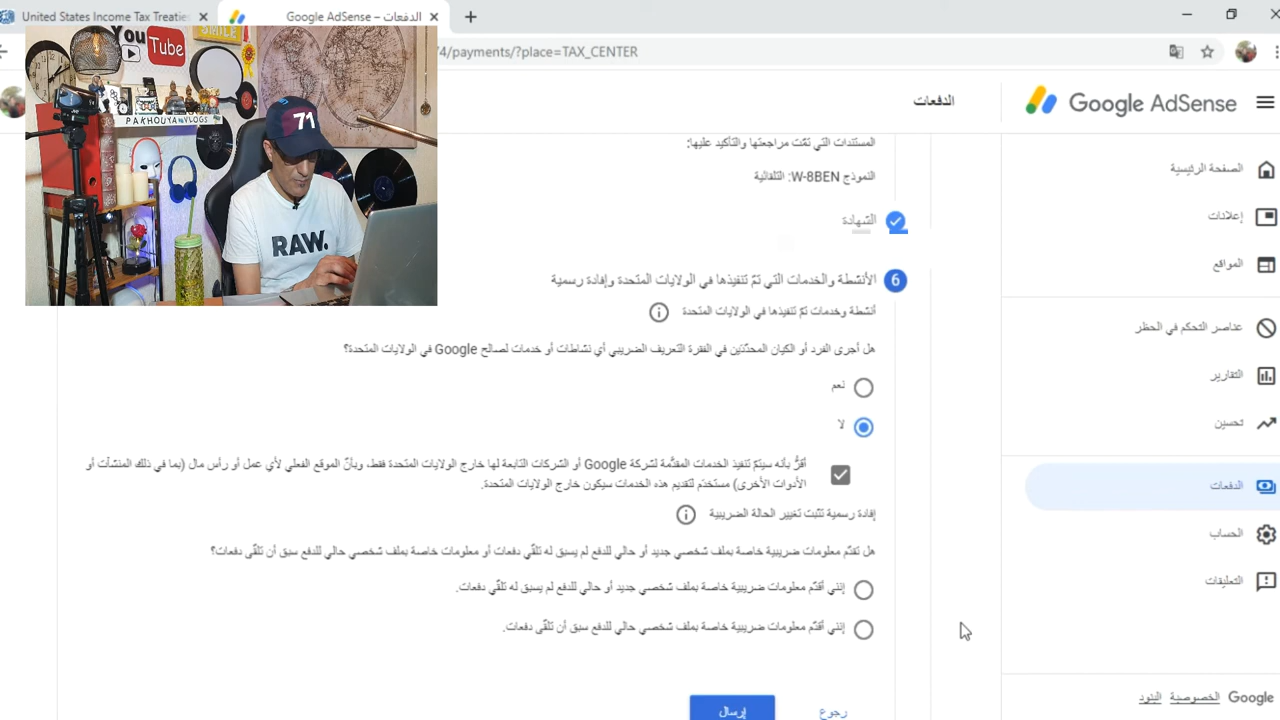 United States Income Tax Treaties
الدفعات – Google AdSense
4/payments/?place=TAX_CENTER
You
Tube
SMILE
PAKHOUYA VLOGS
71
RAW.
الدفعات
Google AdSense
الصفحة الرئيسية
إعلانات
المواقع
عناصر التحكم في الحظر
التقارير
تحسين
الدفعات
الحساب
التعليقات
Google الخصوصية البنود
المستندات التي تمّت مراجعتها والتأكيد عليها:
النموذج W-8BEN: التلقائية
الشهادة
6 الأنشطة والخدمات التي تمّ تنفيذها في الولايات المتحدة وإفادة رسمية
أنشطة وخدمات تمّ تنفيذها في الولايات المتحدة
هل أجرى الفرد أو الكيان المحدّدَين في الفقرة التعريف الضريبي أي نشاطات أو خدمات لصالح Google في الولايات المتحدة؟
نعم
لا
أقرُّ بأنه سيتمّ تنفيذ الخدمات المقدَّمة لشركة Google أو الشركات التابعة لها خارج الولايات المتحدة فقط، وبأنّ الموقع الفعلي لأي عمل أو رأس مال (بما في ذلك المنشآت أو
الأدوات الأخرى) مستخدَم لتقديم هذه الخدمات سيكون خارج الولايات المتحدة.
إفادة رسمية تثبت تغيير الحالة الضريبية
هل تقدّم معلومات ضريبية خاصة بملف شخصي جديد أو حالي للدفع لم يسبق له تلقّي دفعات أو معلومات خاصة بملف شخصي حالي للدفع سبق أن تلقّى دفعات؟
إنني أقدّم معلومات ضريبية خاصة بملف شخصي جديد أو حالي للدفع لم يسبق له تلقّي دفعات.
إنني أقدّم معلومات ضريبية خاصة بملف شخصي حالي للدفع سبق أن تلقّى دفعات.
رجوع
إرسال